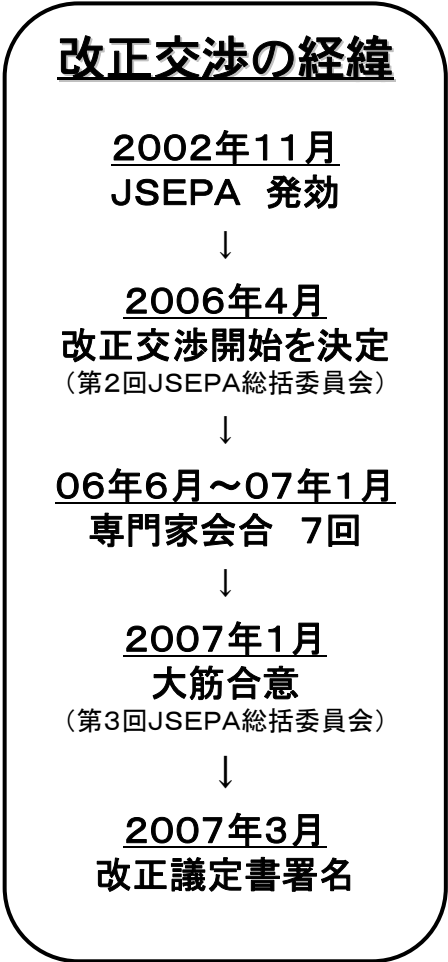 改正交渉の経緯
２００２年１１月
ＪＳＥＰＡ　発効
↓
２００６年４月
改正交渉開始を決定
（第２回ＪＳＥＰＡ総括委員会）
↓
０６年６月～０７年１月
専門家会合　７回
↓
２００７年１月
大筋合意
（第３回ＪＳＥＰＡ総括委員会）
↓
２００７年３月
改正議定書署名